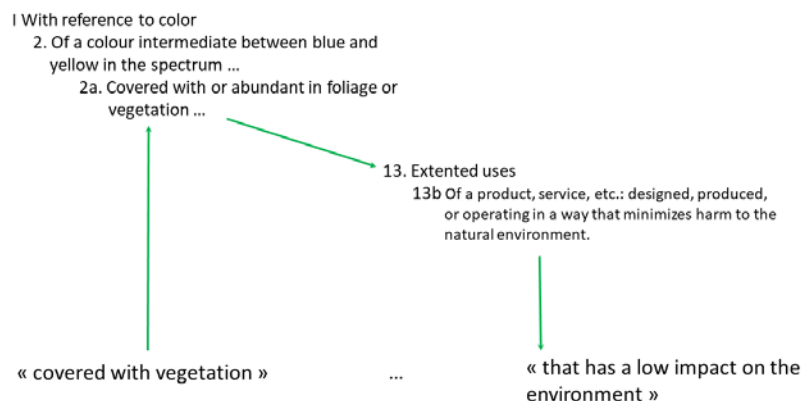 I With reference to color
2. Of a colour intermediate between blue and
yellow in the spectrum ...
2a. Covered with or abundant in foliage or
vegetation ...
13. Extented uses
13b Of a product, service, etc.: designed, produced,
or operating in a way that minimizes harm to the
natural environment.
« covered with vegetation »
...
« that has a low impact on the
environment »